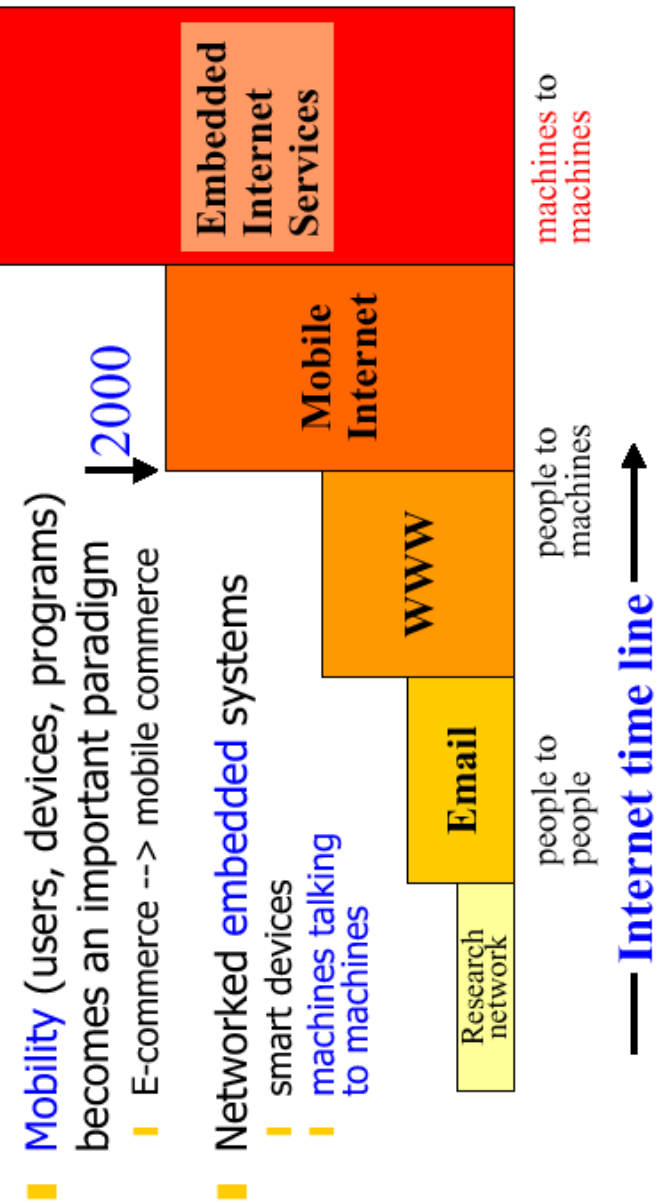 Mobility (users, devices, programs)
becomes an important paradigm
E-commerce --> mobile commerce
Networked embedded systems
smart devices
machines talking
to machines
2000
Research
network
Email
WWW
Mobile
Internet
Embedded
Internet
Services
people to
people
people to
machines
machines to
machines
Internet time line